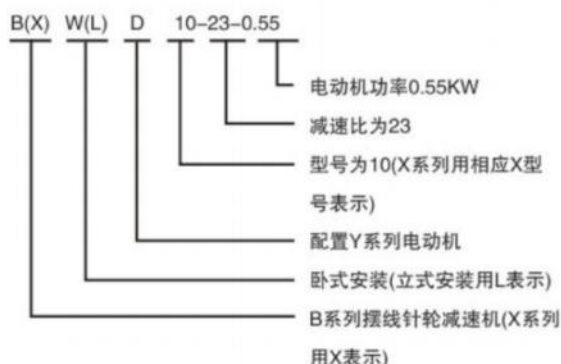 B(X) W(L) D 10-23-0.55
电动机功率0.55KW
减速比为23
型号为10(X系列用相应X型
号表示)
配置Y系列电动机
卧式安装(立式安装用L表示)
B系列摆线针轮减速机(X系列
用X表示)